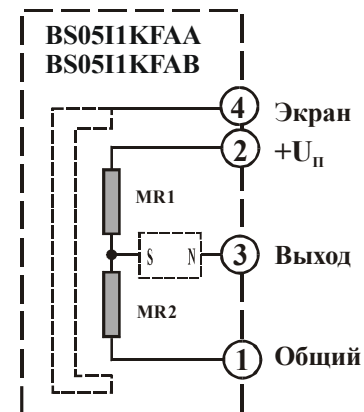 BS05I1KFAA
BS05I1KFAB
4 Экран
2 +Uп
MR1
S N 3 Выход
MR2
1 Общий